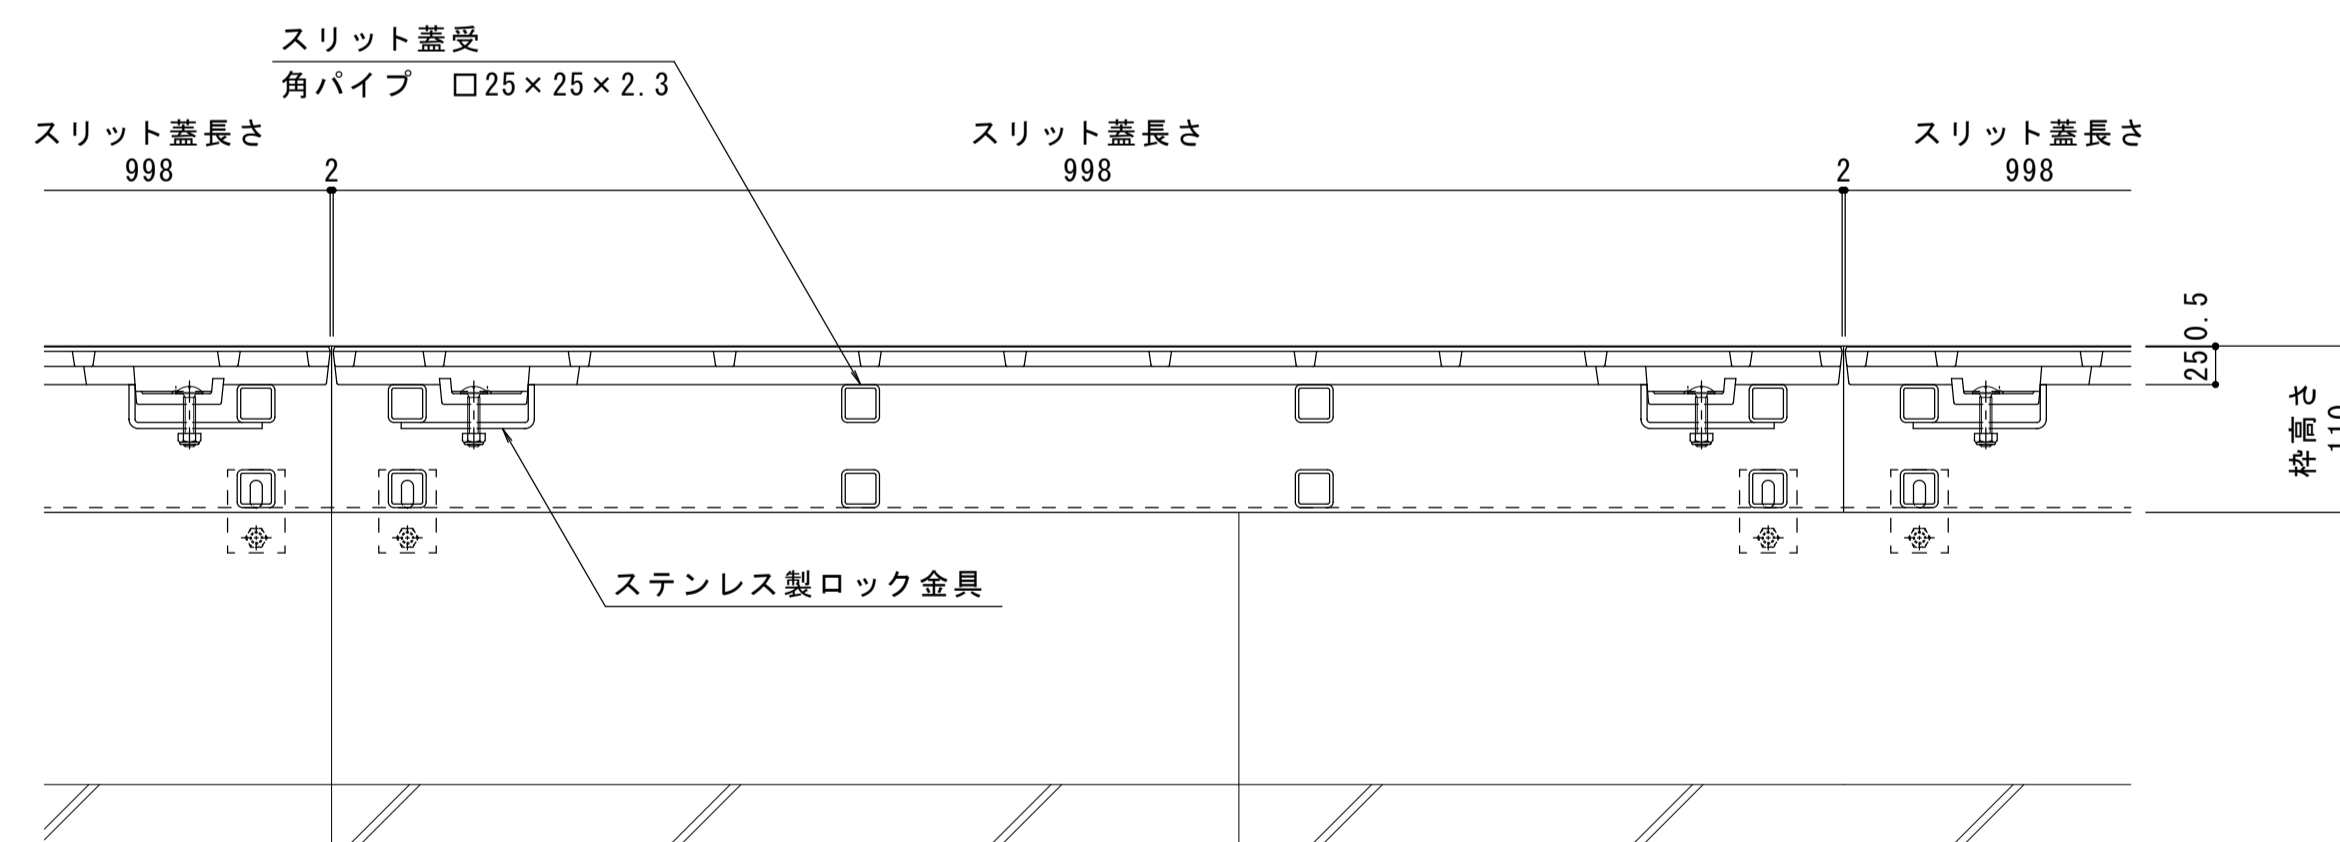 スリット蓋受
角パイプ　□25×25×2.3
スリット蓋長さ
998
2
スリット蓋長さ
998
2
スリット蓋長さ
998
0.5
25
枠高さ
110
ステンレス製ロック金具